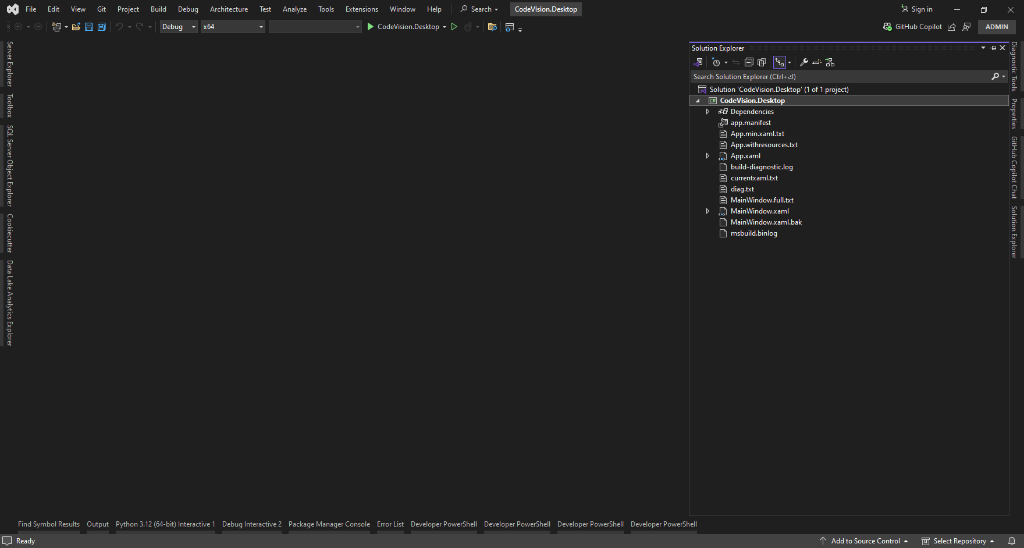 File Edit View Git Project Build Debug Architecture Test Analyze Tools Extensions Window Help Search CodeVision.Desktop Sign in
Debug x64 CodeVision.Desktop GitHub Copilot ADMIN
Server Explorer
Toolbox
SQL Server Object Explorer
Cookiecutter
Data Lake Analytics Explorer
Solution Explorer
Search Solution Explorer (Ctrl+;)
Solution 'CodeVision.Desktop' (1 of 1 project)
CodeVision.Desktop
Dependencies
app.manifest
App.min.xaml.txt
App.withresources.txt
App.xaml
build-diagnostic.log
currentxaml.txt
diag.txt
MainWindow.full.txt
MainWindow.xaml
MainWindow.xaml.bak
msbuild.binlog
Diagnostic Tools
Properties
GitHub Copilot Chat
Solution Explorer
Find Symbol Results Output Python 3.12 (64-bit) Interactive 1 Debug Interactive 2 Package Manager Console Error List Developer PowerShell Developer PowerShell Developer PowerShell Developer PowerShell
Ready Add to Source Control Select Repository